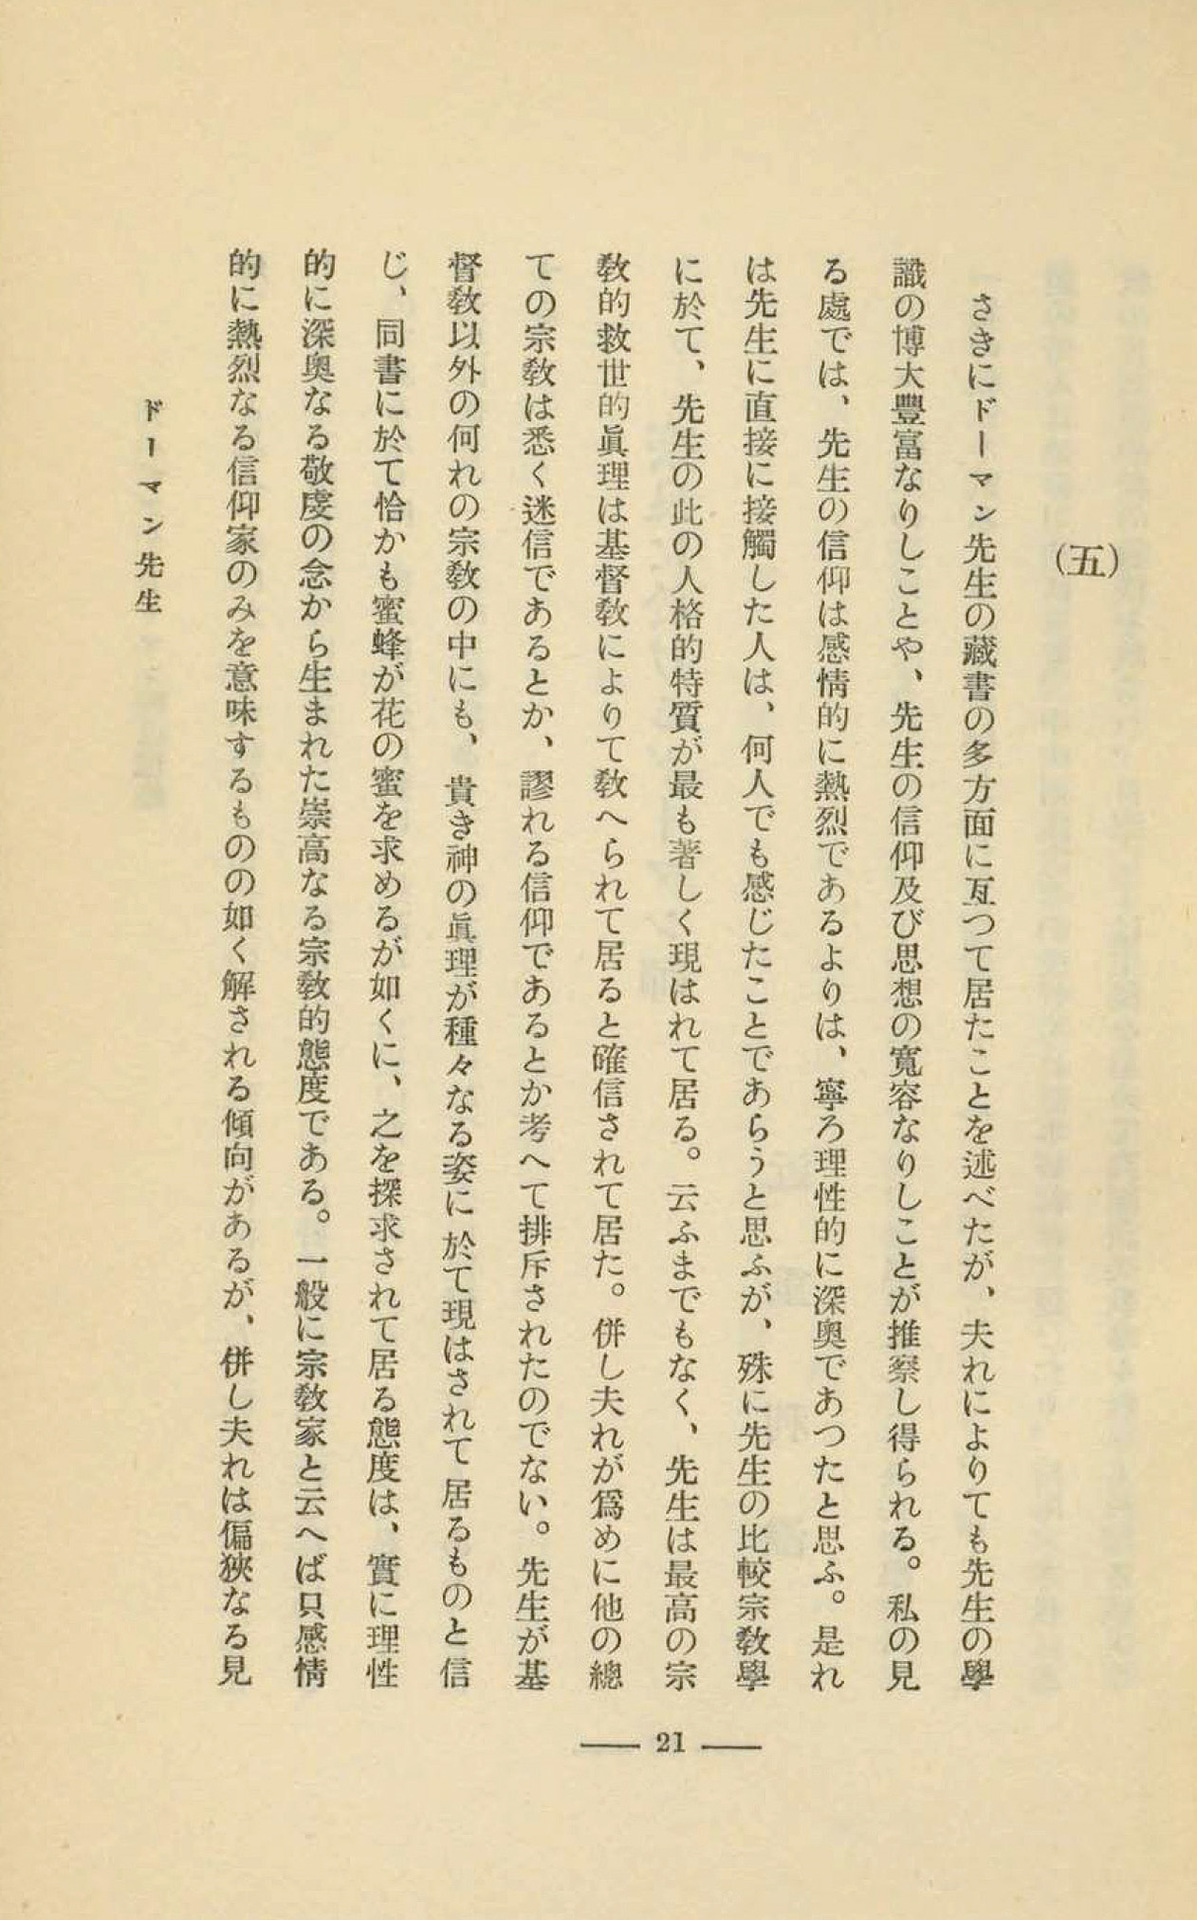 (五)
さきにドーマン先生の藏書の多方面に亙つて居たことを述べたが、夫れによりても先生の學
識の博大豐富なりしことや、先生の信仰及び思想の寬容なりしことが推察し得られる。私の見
る處では、先生の信仰は感情的に熱烈であるよりは、寧ろ理性的に深奥であつたと思ふ。是れ
は先生に直接に接觸した人は、何人でも感じたことであらうと思ふが、殊に先生の比較宗教學
に於て、先生の此の人格的特質が最も著しく現はれて居る。云ふまでもなく、先生は最高の宗
教的救世的眞理は基督教によりて教へられて居ると確信されて居た。併し夫れが爲めに他の總
ての宗教は悉く迷信であるとか、謬れる信仰であるとか考へて排斥されたのでない。先生が基
督教以外の何れの宗教の中にも、貴き神の眞理が種々なる姿に於て現はされて居るものと信
じ、同書に於て恰かも蜜蜂が花の蜜を求めるが如くに、之を探求されて居る態度は、實に理性
的に深奥なる敬虔の念から生まれた崇高なる宗教的態度である。一般に宗教家と云へば只感情
的に熱烈なる信仰家のみを意味するものの如く解される傾向があるが、併し夫れは偏狹なる見
ドーマン先生
— 21 —